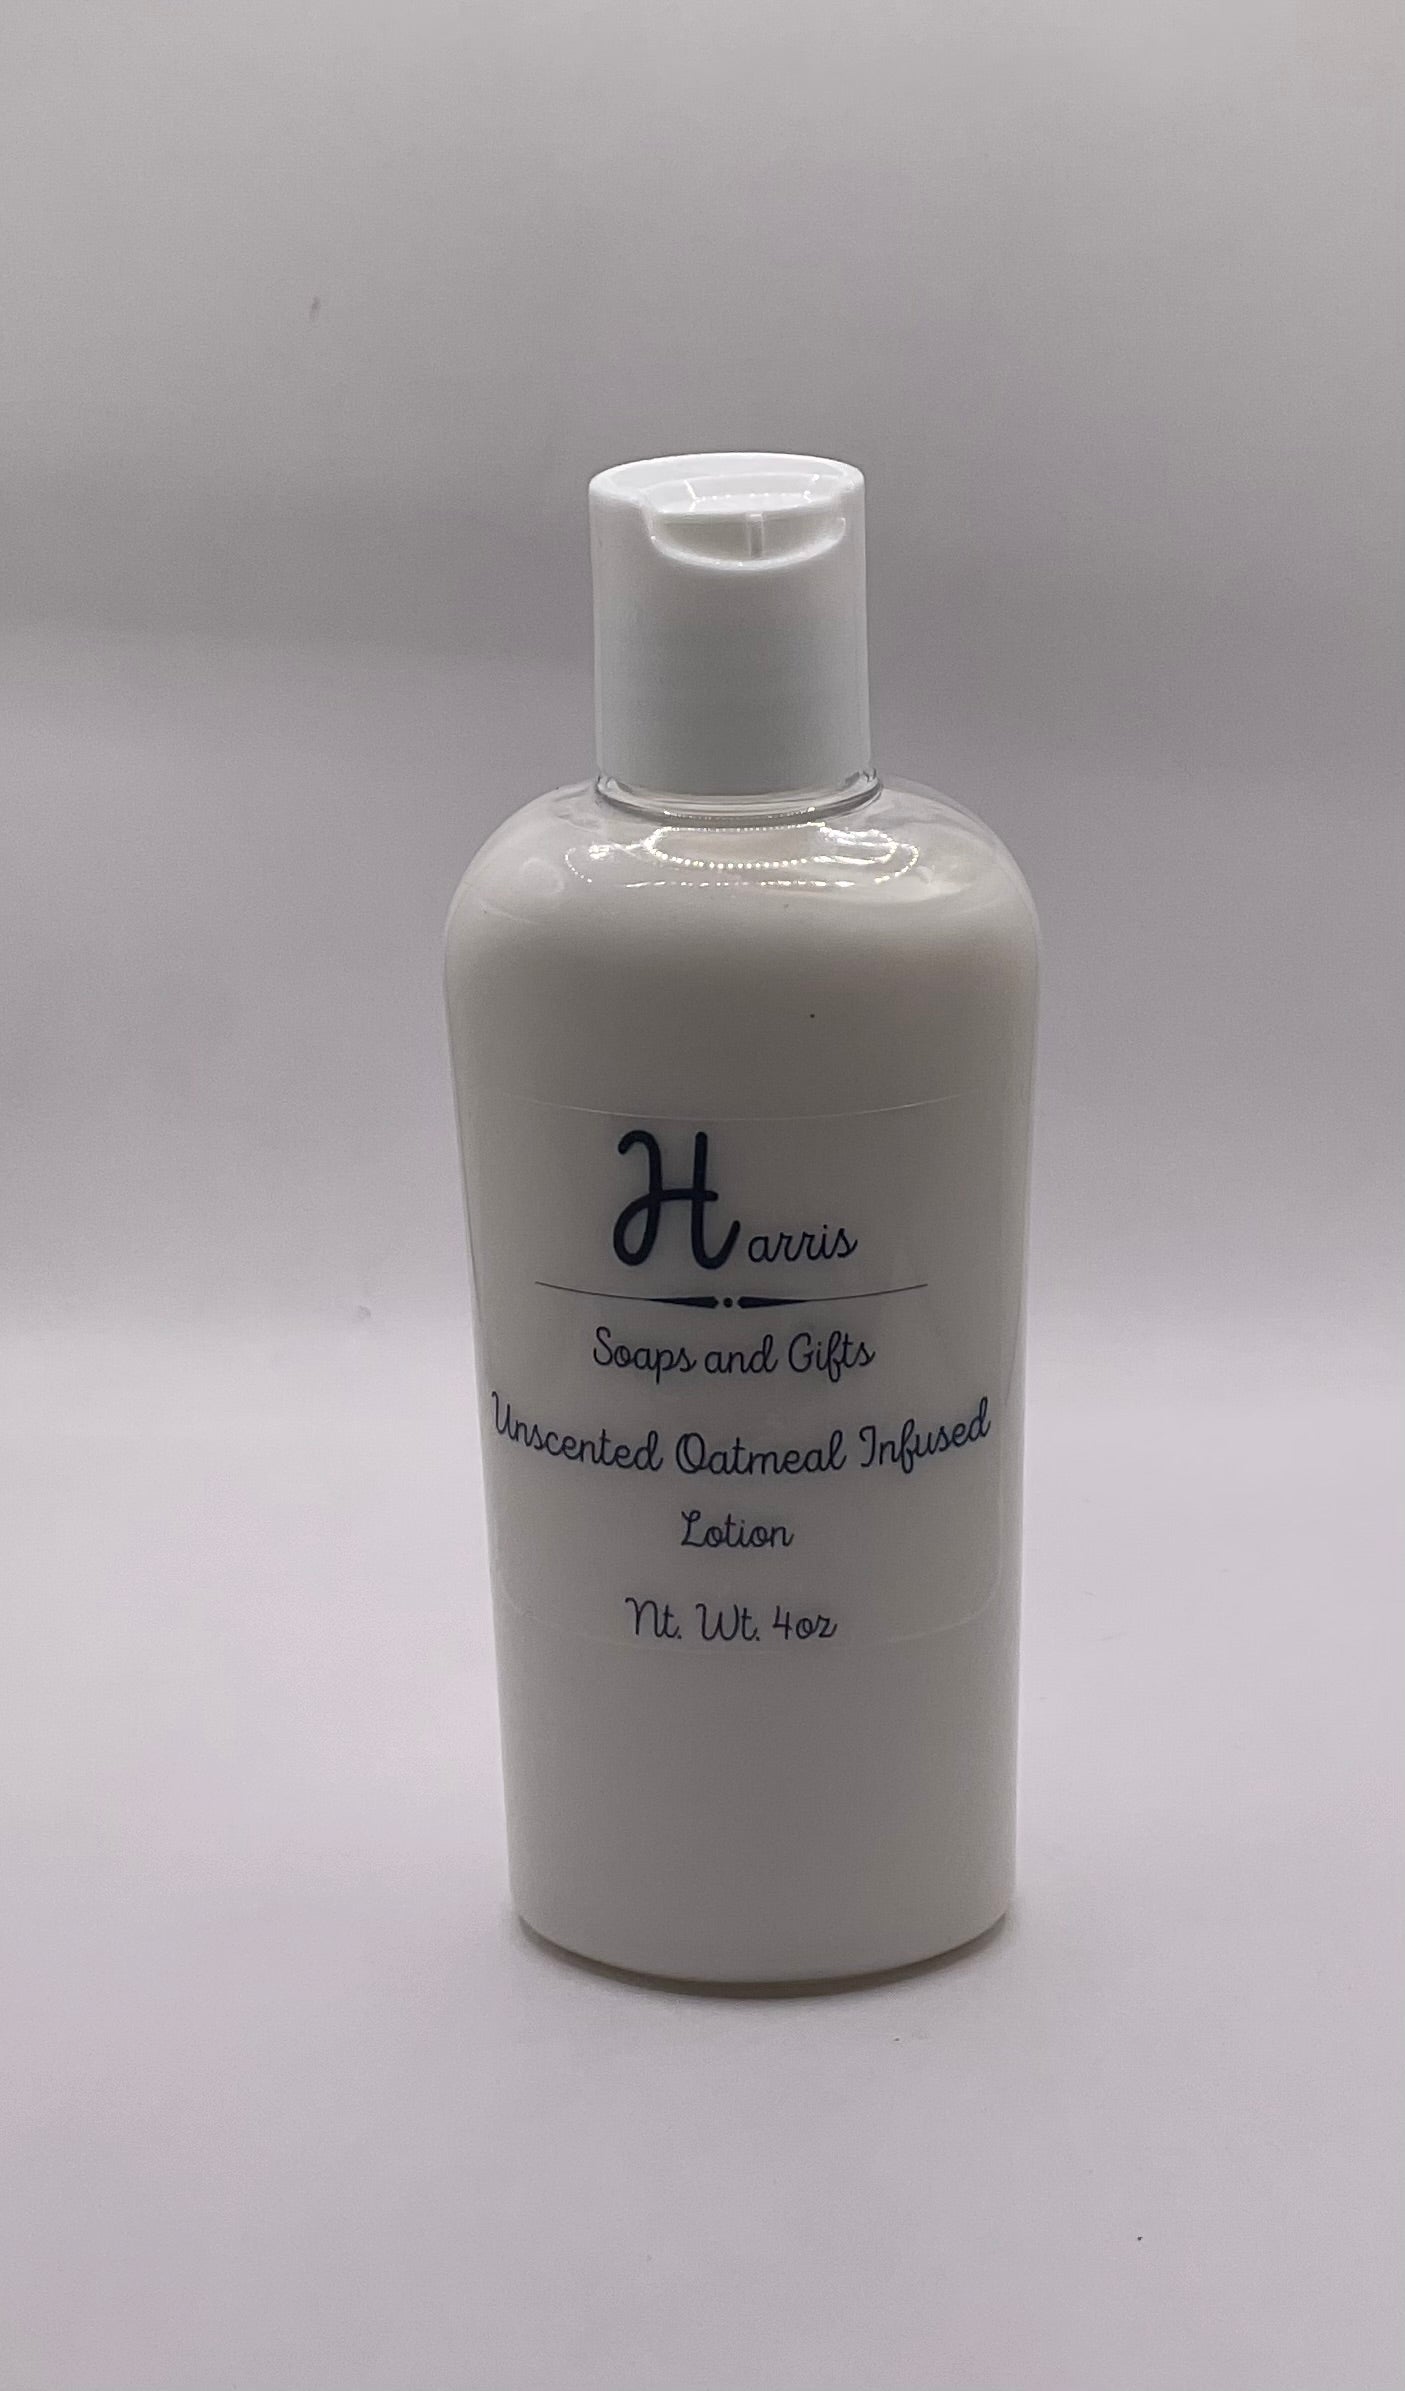 Harris
Soaps and Gifts
Unscented Oatmeal Infused
Lotion
Nt. Wt. 4oz